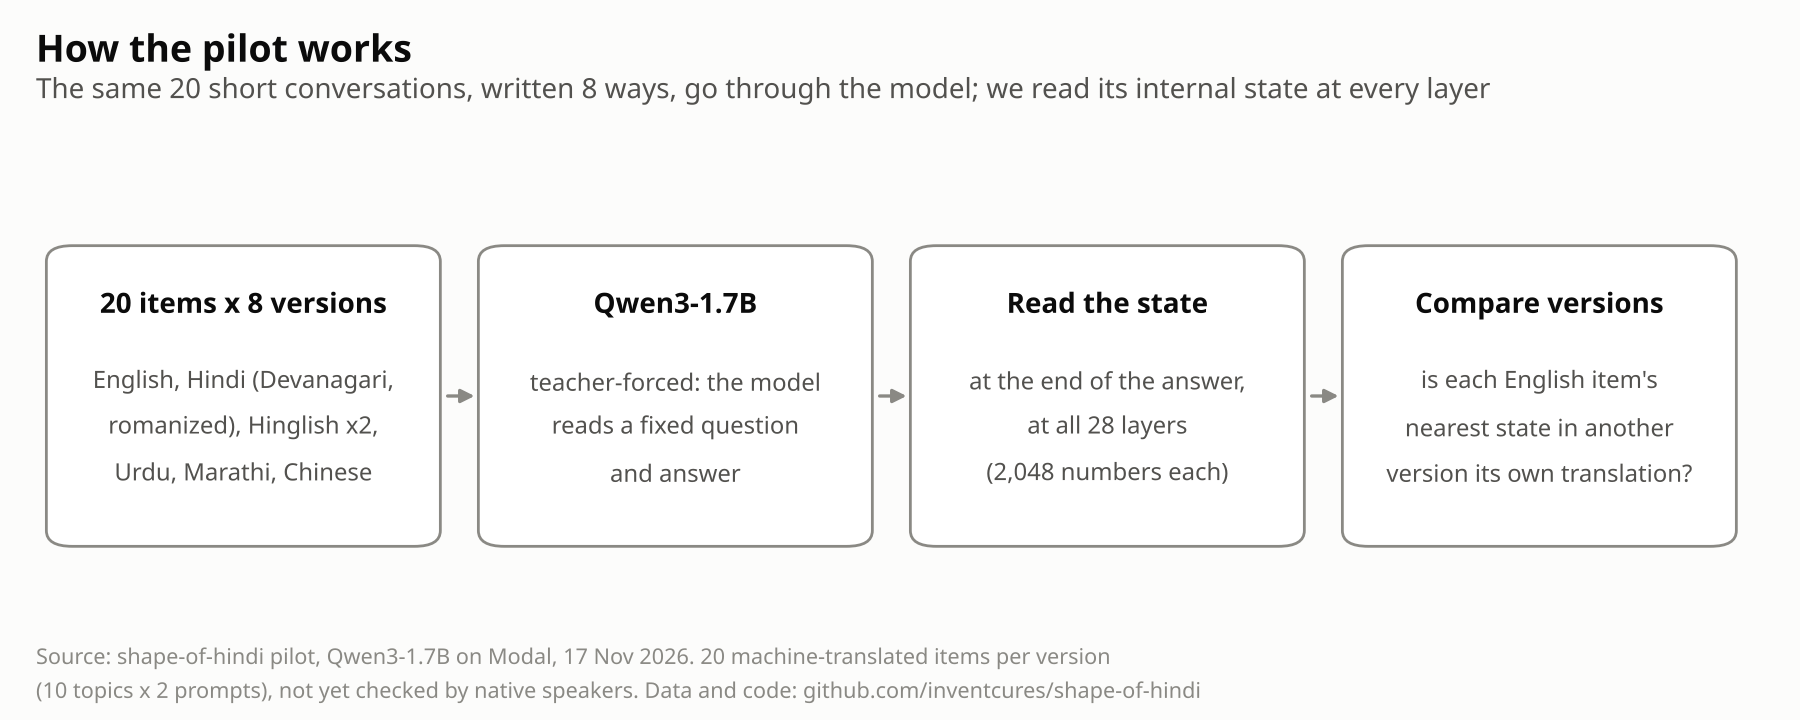 How the pilot works
The same 20 short conversations, written 8 ways, go through the model; we read its internal state at every layer
20 items x 8 versions
English, Hindi (Devanagari,
romanized), Hinglish x2,
Urdu, Marathi, Chinese
Qwen3-1.7B
teacher-forced: the model
reads a fixed question
and answer
Read the state
at the end of the answer,
at all 28 layers
(2,048 numbers each)
Compare versions
is each English item's
nearest state in another
version its own translation?
Source: shape-of-hindi pilot, Qwen3-1.7B on Modal, 17 Nov 2026. 20 machine-translated items per version
(10 topics x 2 prompts), not yet checked by native speakers. Data and code: github.com/inventcures/shape-of-hindi